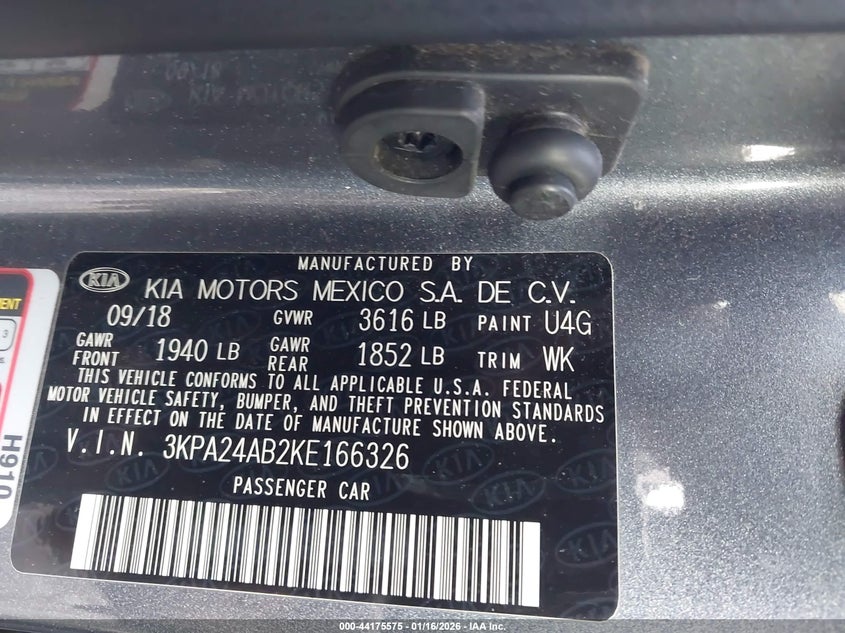 MANUFACTURED BY
KIA KIA MOTORS MEXICO S.A. DE C.V.
09/18 GVWR 3616 LB PAINT U4G
GAWR FRONT 1940 LB GAWR REAR 1852 LB TRIM WK
THIS VEHICLE CONFORMS TO ALL APPLICABLE U.S.A. FEDERAL
MOTOR VEHICLE SAFETY, BUMPER, AND THEFT PREVENTION STANDARDS
IN EFFECT ON THE DATE OF MANUFACTURE SHOWN ABOVE.
V.I.N. 3KPA24AB2KE166326
PASSENGER CAR
3
H910
000-44175575 - 01/16/2026 - IAA Inc.